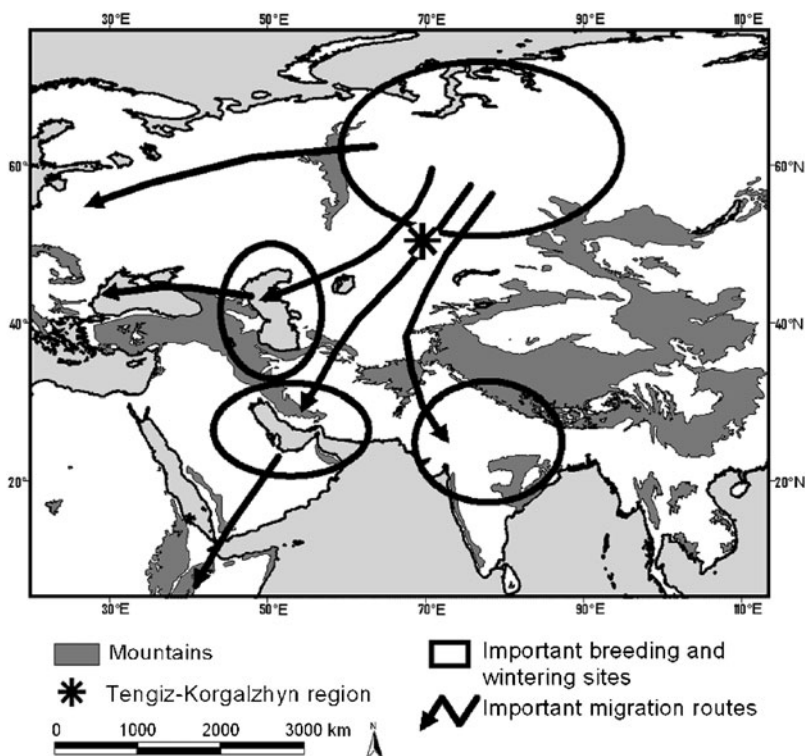 30°E 50°E 70°E 90°E 110°E
60°N 60°N
40°N 40°N
20°N 20°N
30°E 50°E 70°E 90°E 110°E
Mountains
Tengiz-Korgalzhyn region
0 1000 2000 3000 km
N
Important breeding and
wintering sites
Important migration routes